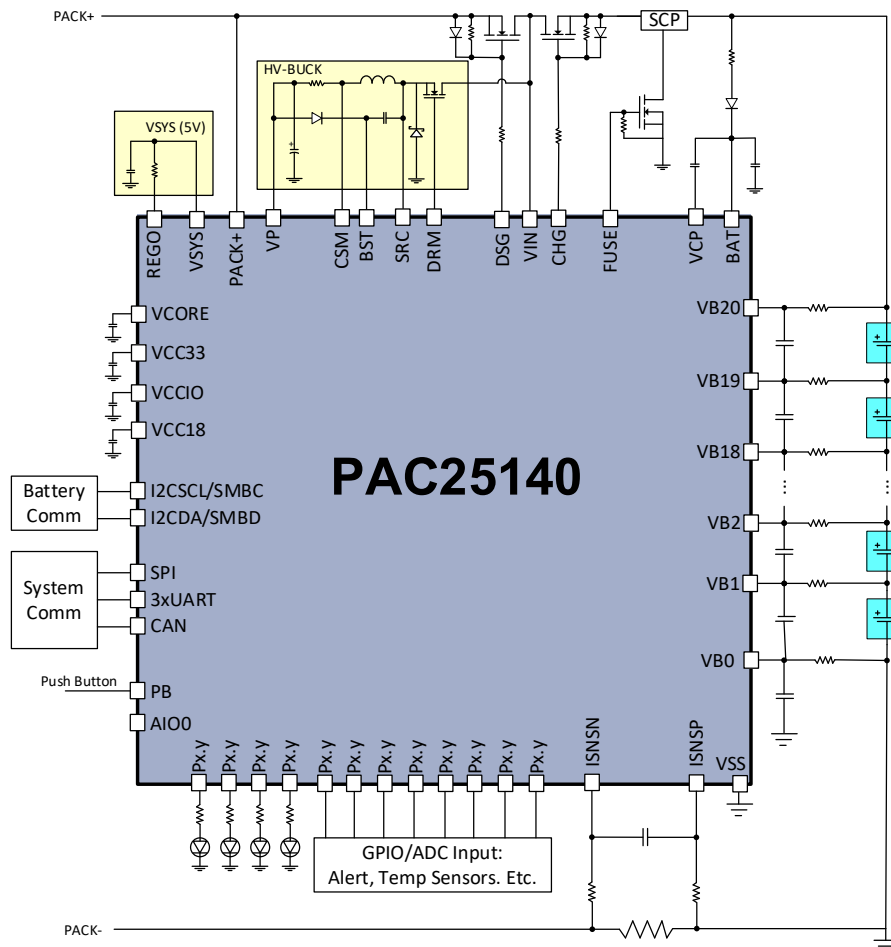 PACK+
SCP
HV-BUCK
VSYS (5V)
REGO
VSYS
PACK+
VP
CSM
BST
SRC
DRM
DSG
VIN
CHG
FUSE
VCP
BAT
VCORE
VCC33
VCCIO
VCC18
VB20
VB19
VB18
VB2
VB1
VB0
PAC25140
Battery
Comm
I2CSCL/SMBC
I2CDA/SMBD
System
Comm
SPI
3xUART
CAN
Push Button
PB
AIO0
Px.y
Px.y
Px.y
Px.y
Px.y
Px.y
Px.y
Px.y
Px.y
Px.y
Px.y
Px.y
ISNSN
ISNSP
VSS
GPIO/ADC Input:
Alert, Temp Sensors. Etc.
PACK-